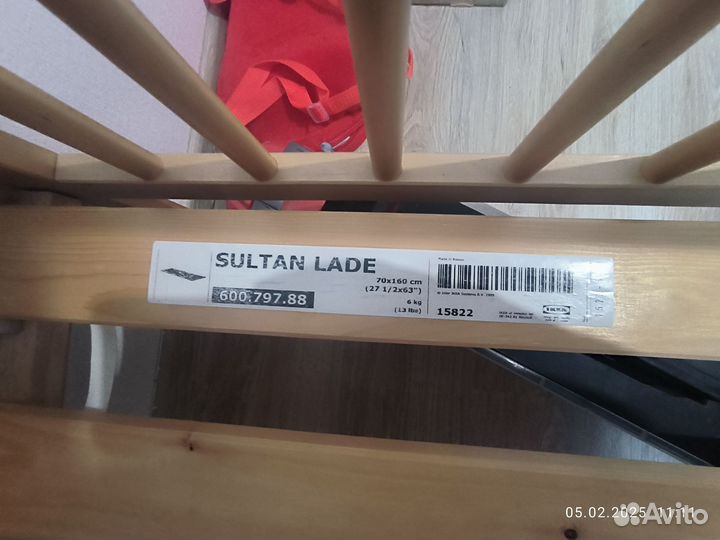 SULTAN LADE
70x160 cm
(27 1/2x63")
600.797.88
6 kg
(13 lbs)
15822
05.02.2025 11:11
Avito